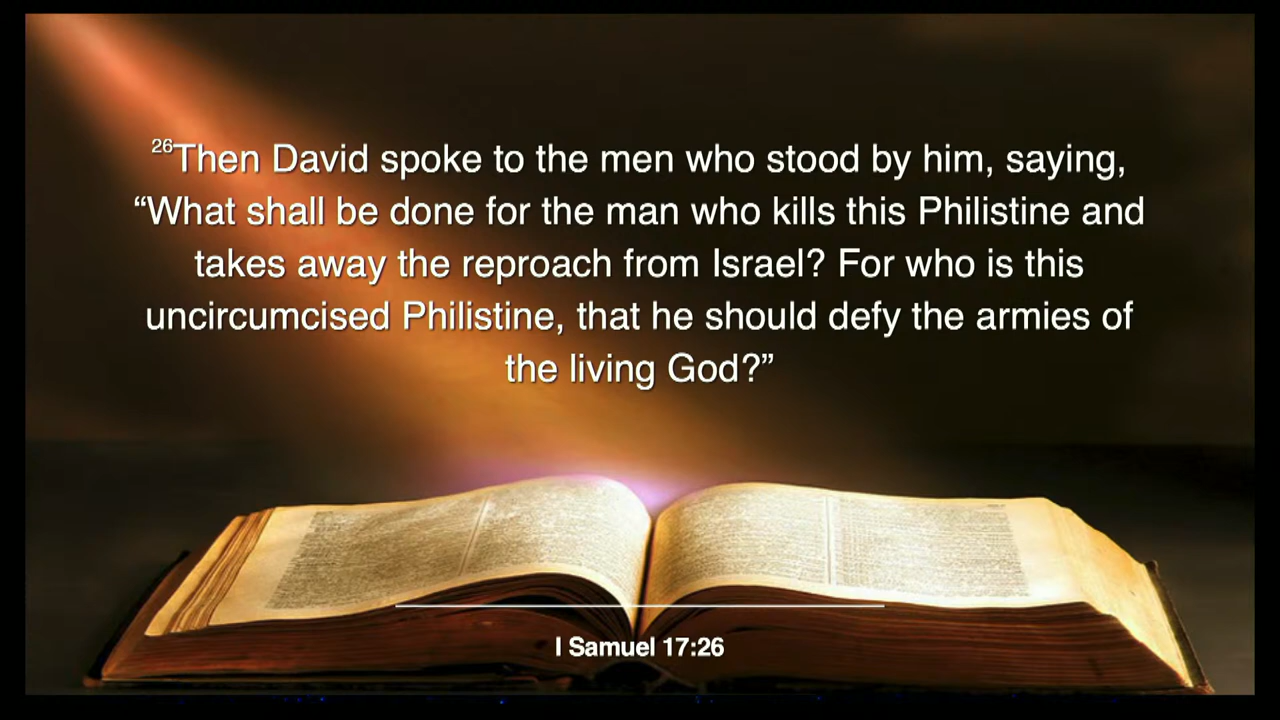 26Then David spoke to the men who stood by him, saying,
“What shall be done for the man who kills this Philistine and
takes away the reproach from Israel? For who is this
uncircumcised Philistine, that he should defy the armies of
the living God?”
I Samuel 17:26